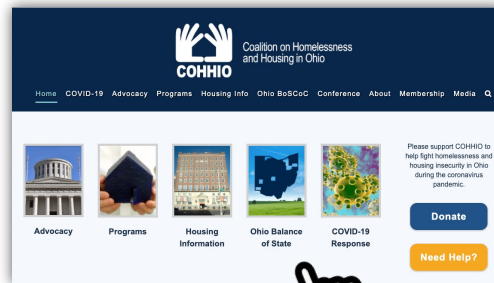 COHHIO
Coalition on Homelessness
and Housing in Ohio
Home COVID-19 Advocacy Programs Housing Info Ohio BoSCoC Conference About Membership Media
Advocacy
Programs
Housing
Information
Ohio Balance
of State
COVID-19
Response
Please support COHHIO to
help fight homelessness and
housing insecurity in Ohio
during the coronavirus
pandemic.
Donate
Need Help?